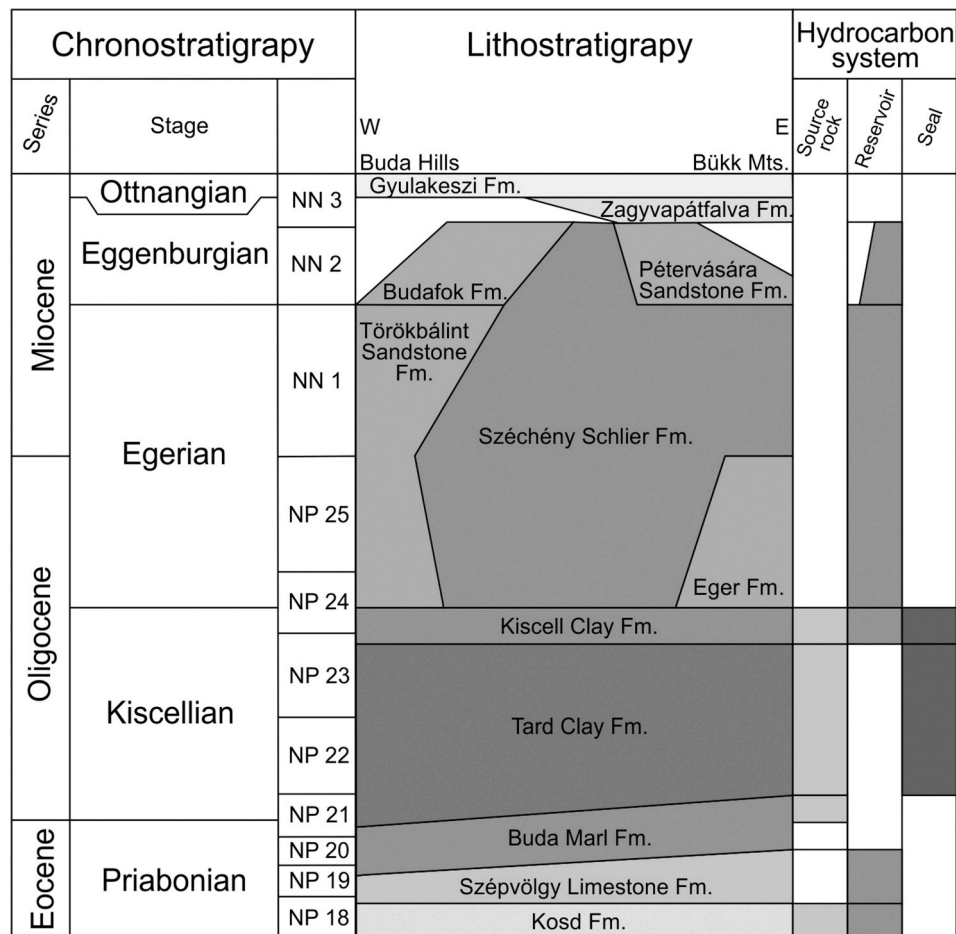 Chronostratigrapy
Lithostratigrapy
Hydrocarbon
system
Series
Stage
W
E
Buda Hills
Bükk Mts.
Source
rock
Reservoir
Seal
Miocene
Oligocene
Eocene
Ottnangian
Eggenburgian
Egerian
Kiscellian
Priabonian
NN 3
NN 2
NN 1
NP 25
NP 24
NP 23
NP 22
NP 21
NP 20
NP 19
NP 18
Gyulakeszi Fm.
Zagyvapátfalva Fm.
Budafok Fm.
Pétervására
Sandstone Fm.
Törökbálint
Sandstone
Fm.
Széchény Schlier Fm.
Eger Fm.
Kiscell Clay Fm.
Tard Clay Fm.
Buda Marl Fm.
Szépvölgy Limestone Fm.
Kosd Fm.